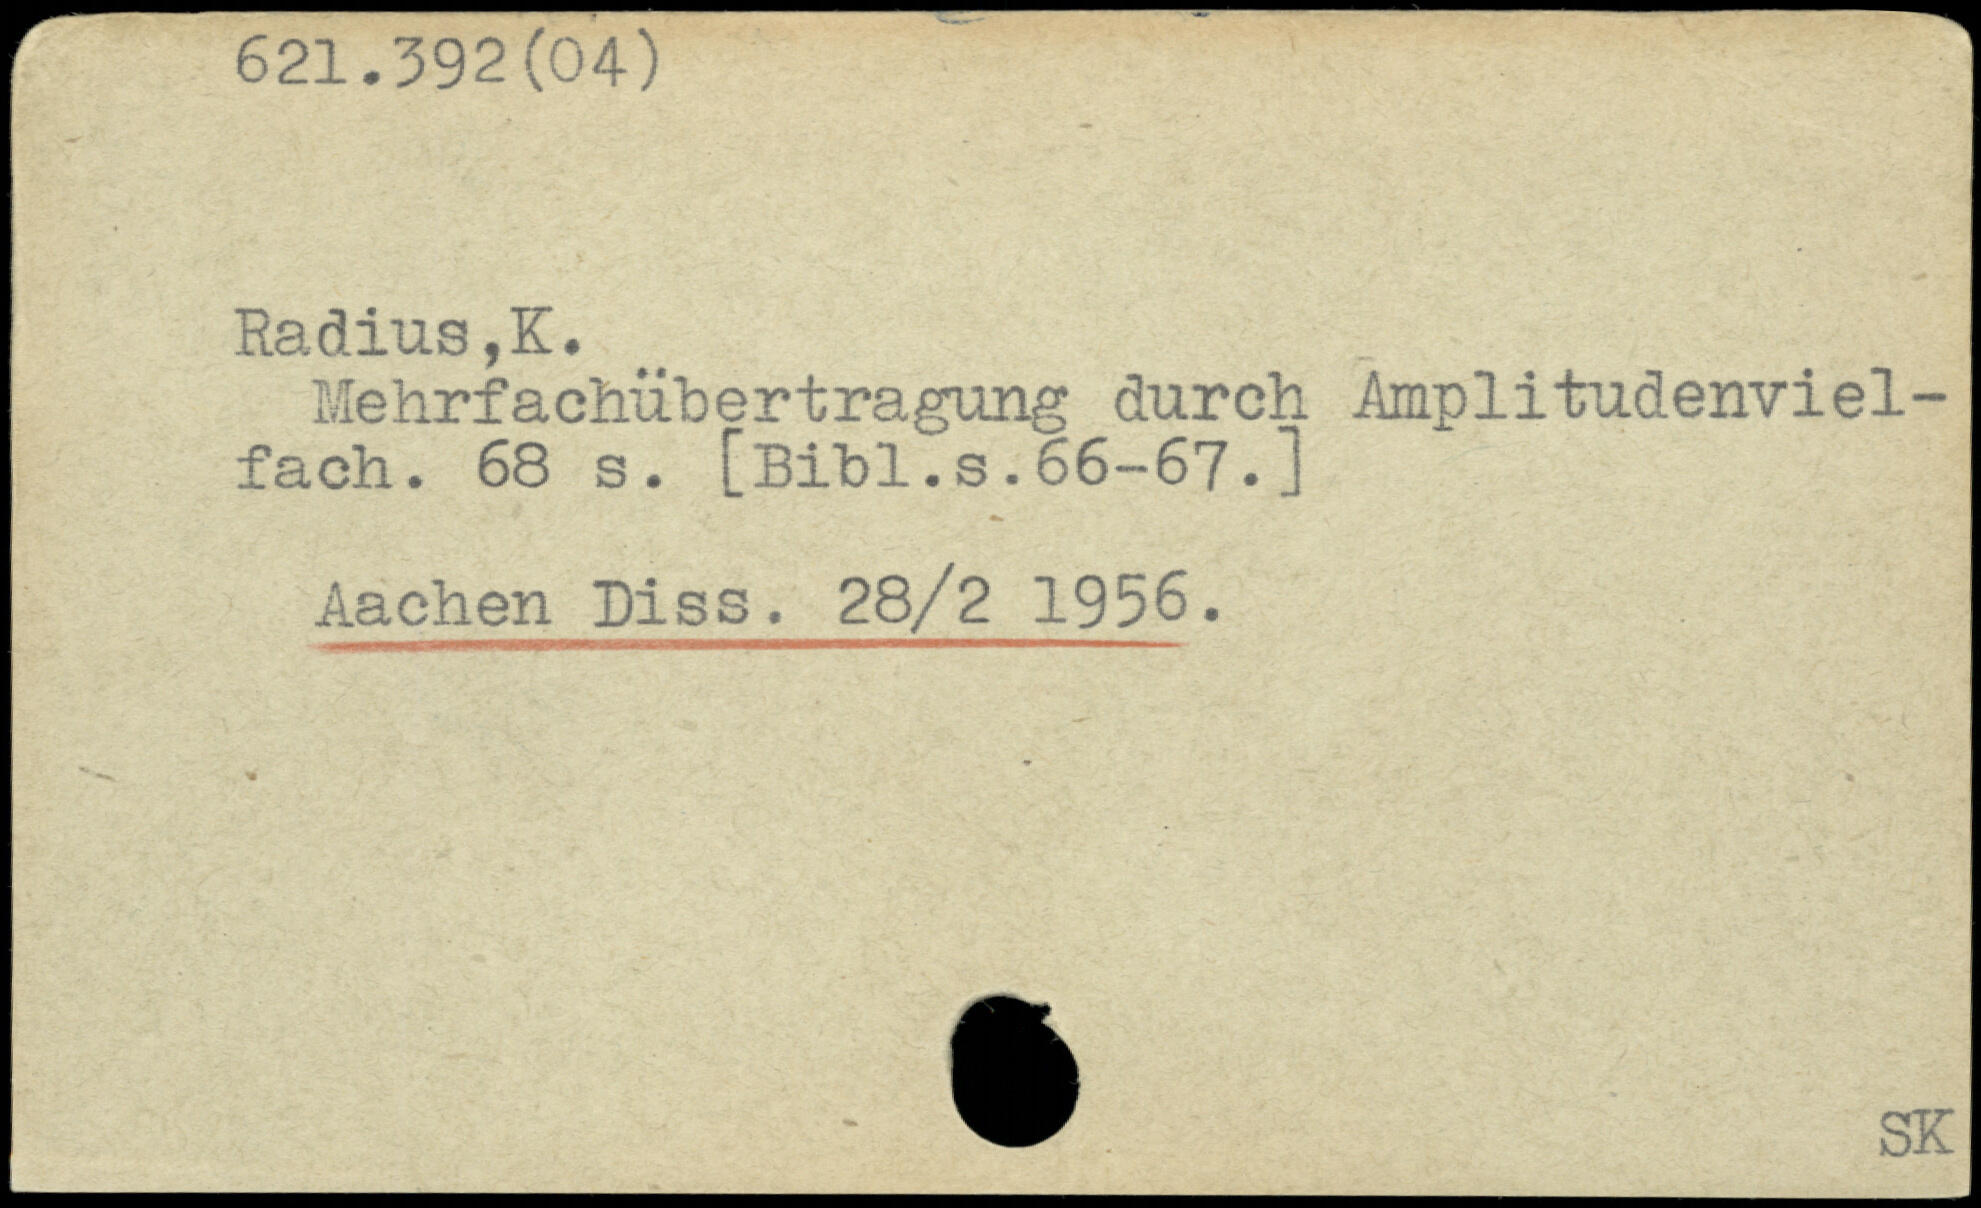 621.392(04)
Radius,K.
Mehrfachübertragung durch Amplitudenviel-
fach. 68 s. [Bibl.s.66-67.]
Aachen Diss. 28/2 1956.
SK